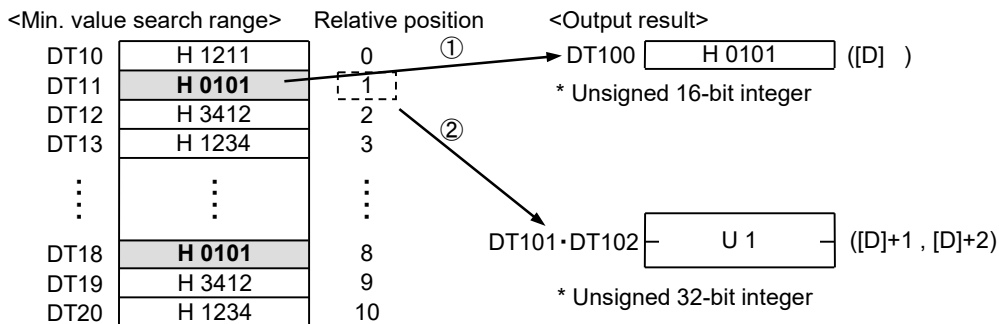 <Min. value search range> Relative position <Output result>
DT10 H 1211 0 ① DT100 H 0101 ([D] )
DT11 H 0101 1 * Unsigned 16-bit integer
DT12 H 3412 2 ②
DT13 H 1234 3
⋮ ⋮ ⋮
DT18 H 0101 8 DT101・DT102 U 1 ([D]+1 , [D]+2)
DT19 H 3412 9 * Unsigned 32-bit integer
DT20 H 1234 10